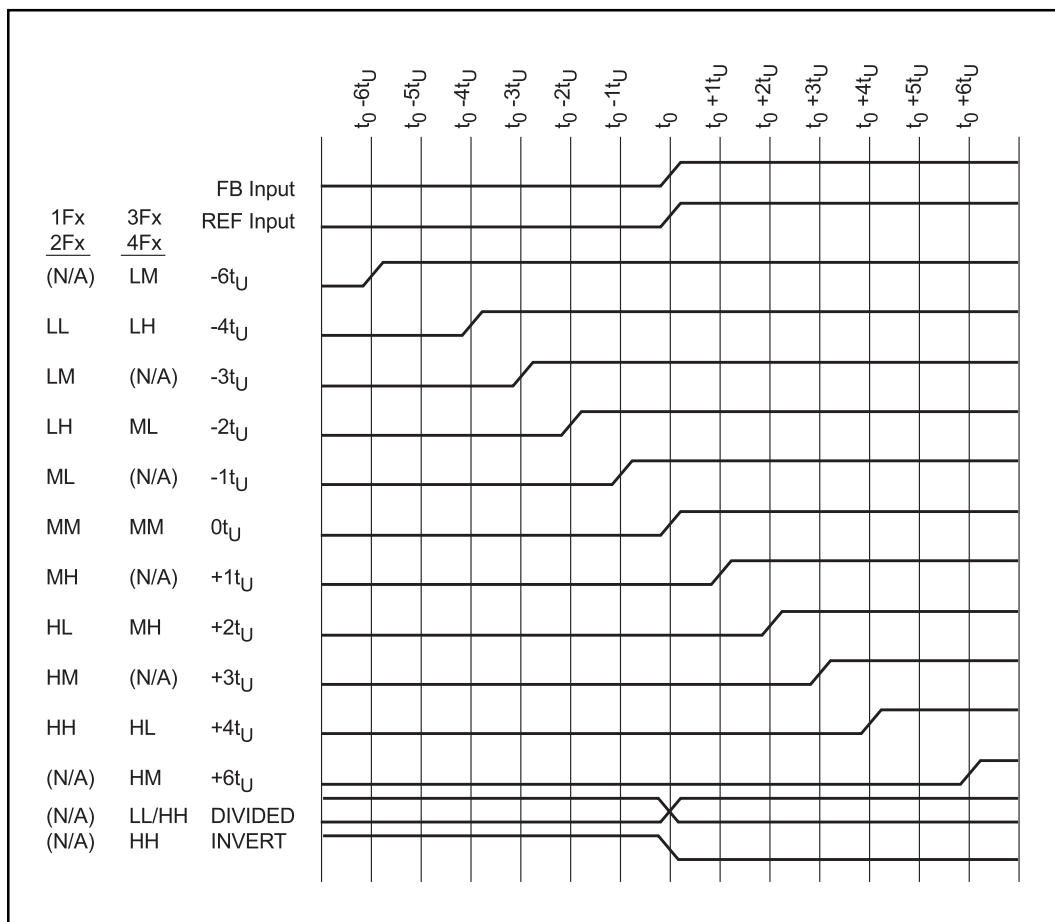 t0 -6tU
t0 -5tU
t0 -4tU
t0 -3tU
t0 -2tU
t0 -1tU
t0
t0 +1tU
t0 +2tU
t0 +3tU
t0 +4tU
t0 +5tU
t0 +6tU
FB Input
1Fx 3Fx REF Input
2Fx 4Fx
(N/A) LM -6tU
LL LH -4tU
LM (N/A) -3tU
LH ML -2tU
ML (N/A) -1tU
MM MM 0tU
MH (N/A) +1tU
HL MH +2tU
HM (N/A) +3tU
HH HL +4tU
(N/A) HM +6tU
(N/A) LL/HH DIVIDED
(N/A) HH INVERT